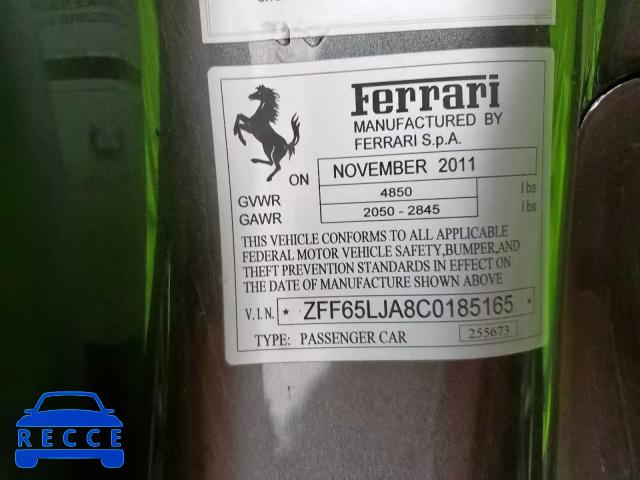 Ferrari
MANUFACTURED BY
FERRARI S.p.A.
ON NOVEMBER 2011
GVWR 4850 lbs
GAWR 2050 - 2845 lbs
THIS VEHICLE CONFORMS TO ALL APPLICABLE
FEDERAL MOTOR VEHICLE SAFETY,BUMPER,AND
THEFT PREVENTION STANDARDS IN EFFECT ON
THE DATE OF MANUFACTURE SHOWN ABOVE
V.I.N. * ZFF65LJA8C0185165 *
TYPE: PASSENGER CAR 255673
RECCE